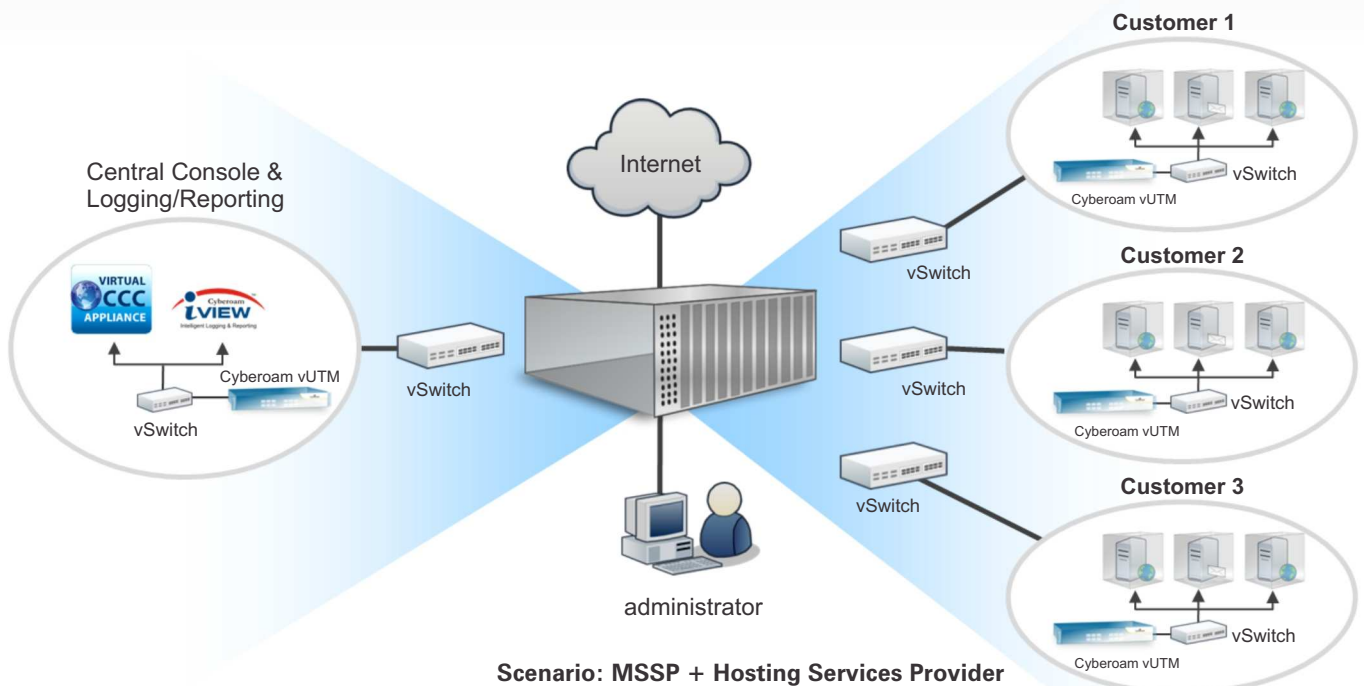 Customer 1
Internet
vSwitch
Cyberoam vUTM
Central Console &
Logging/Reporting
VIRTUAL
CCC
APPLIANCE
Cyberoam
iVIEW™
Intelligent Logging & Reporting
Cyberoam vUTM
vSwitch
vSwitch
vSwitch
Customer 2
vSwitch
Cyberoam vUTM
vSwitch
Customer 3
vSwitch
vSwitch
Cyberoam vUTM
administrator
Scenario: MSSP + Hosting Services Provider